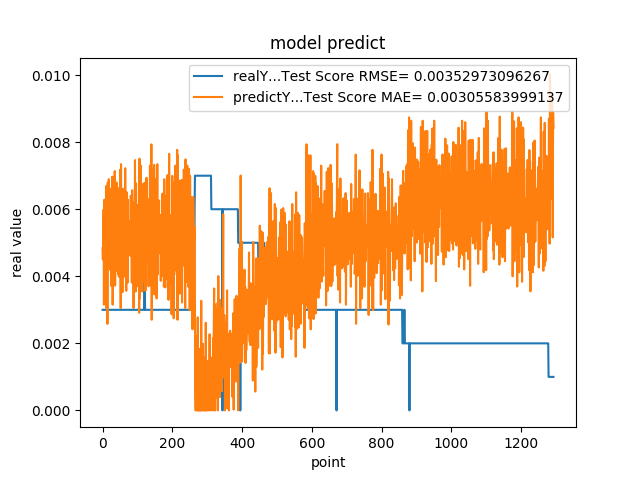 model predict
realY...Test Score RMSE= 0.00352973096267
predictY...Test Score MAE= 0.00305583999137
0.010
0.008
0.006
0.004
0.002
0.000
real value
0 200 400 600 800 1000 1200
point